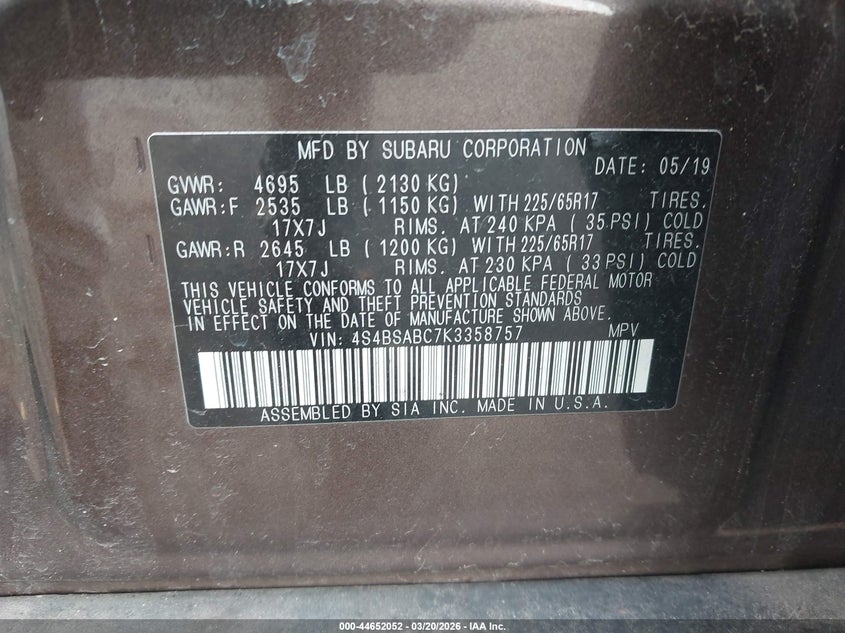 MFD BY SUBARU CORPORATION DATE: 05/19
GVWR: 4695 LB ( 2130 KG)
GAWR:F 2535 LB ( 1150 KG) WITH 225/65R17 TIRES.
17X7J RIMS. AT 240 KPA ( 35 PSI) COLD
GAWR:R 2645 LB ( 1200 KG) WITH 225/65R17 TIRES.
17X7J RIMS. AT 230 KPA ( 33 PSI) COLD
THIS VEHICLE CONFORMS TO ALL APPLICABLE FEDERAL MOTOR
VEHICLE SAFETY AND THEFT PREVENTION STANDARDS
IN EFFECT ON THE DATE OF MANUFACTURE SHOWN ABOVE.
VIN: 4S4BSABC7K3358757 MPV
ASSEMBLED BY SIA INC. MADE IN U.S.A.
000-44652052 - 03/20/2026 - IAA Inc.